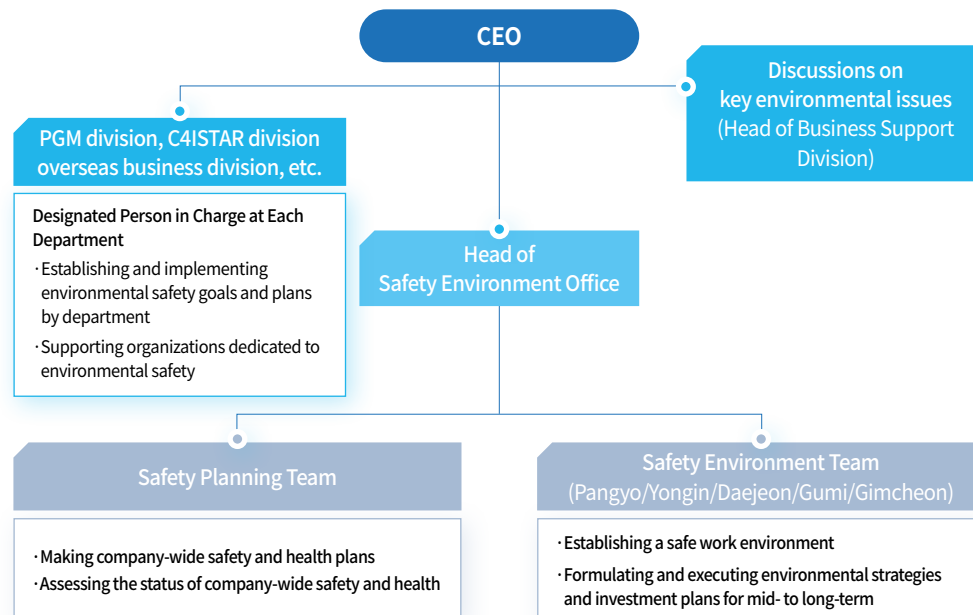 CEO
Discussions on
key environmental issues
(Head of Business Support
Division)
PGM division, C4ISTAR division
overseas business division, etc.
Designated Person in Charge at Each
Department
· Establishing and implementing
environmental safety goals and plans
by department
· Supporting organizations dedicated to
environmental safety
Head of
Safety Environment Office
Safety Planning Team
· Making company-wide safety and health plans
· Assessing the status of company-wide safety and health
Safety Environment Team
(Pangyo/Yongin/Daejeon/Gumi/Gimcheon)
· Establishing a safe work environment
· Formulating and executing environmental strategies
and investment plans for mid- to long-term